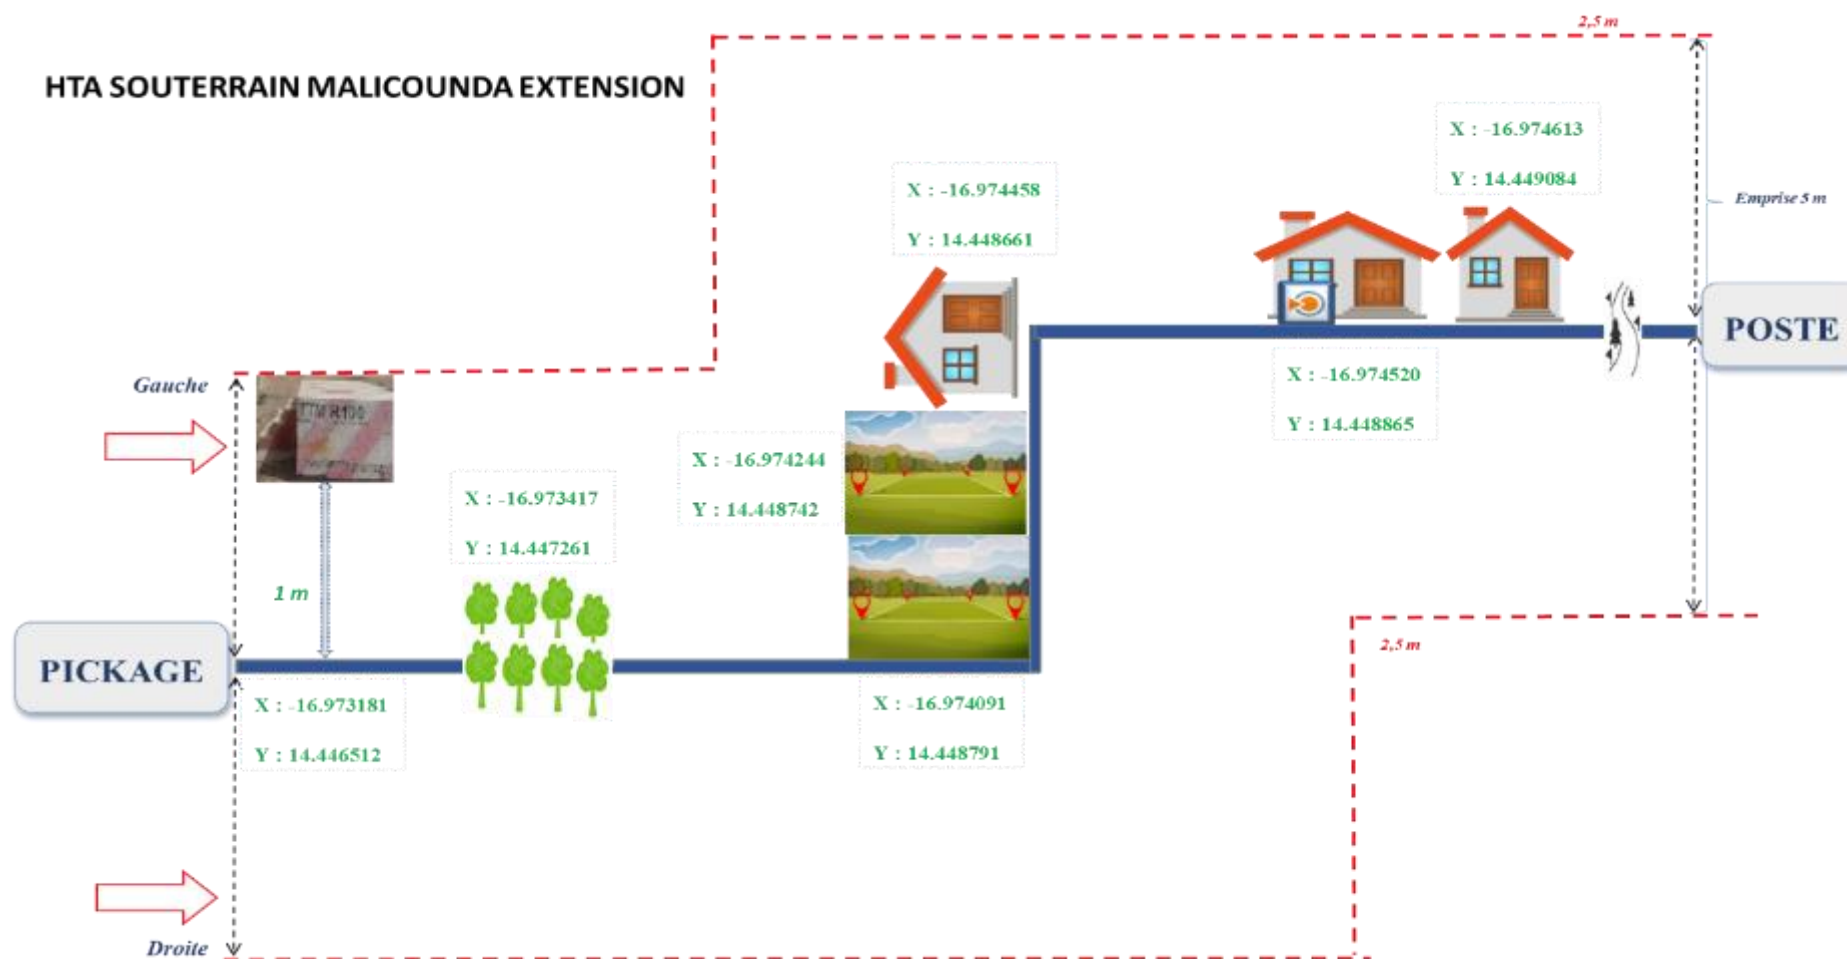 2,5 m
HTA SOUTERRAIN MALICOUNDA EXTENSION
X : -16.974613
Y : 14.449084
X : -16.974458
Y : 14.448661
Emprise 5 m
POSTE
X : -16.974520
Y : 14.448865
Gauche
X : -16.974244
Y : 14.448742
X : -16.973417
Y : 14.447261
1 m
2,5 m
PICKAGE
X : -16.973181
Y : 14.446512
X : -16.974091
Y : 14.448791
Droite